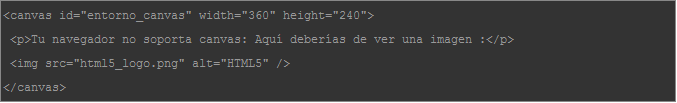 <canvas id="entorno_canvas" width="360" height="240">
<p>Tu navegador no soporta canvas: Aquí deberías de ver una imagen :</p>
<img src="html5_logo.png" alt="HTML5" />
</canvas>